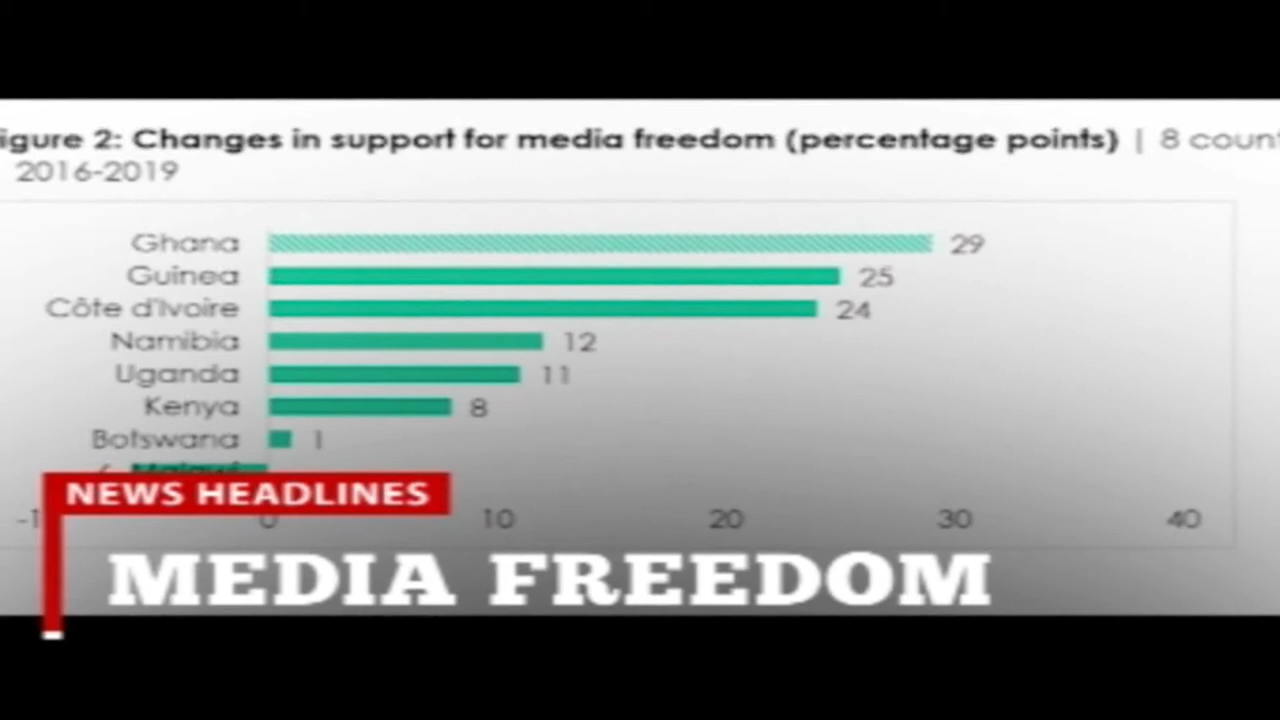 igure 2: Changes in support for media freedom (percentage points) | 8 count
2016-2019
Ghana 29
Guinea 25
Côte d'Ivoire 24
Namibia 12
Uganda 11
Kenya 8
Botswana 1
Malawi
-1 0 10 20 30 40
NEWS HEADLINES
MEDIA FREEDOM